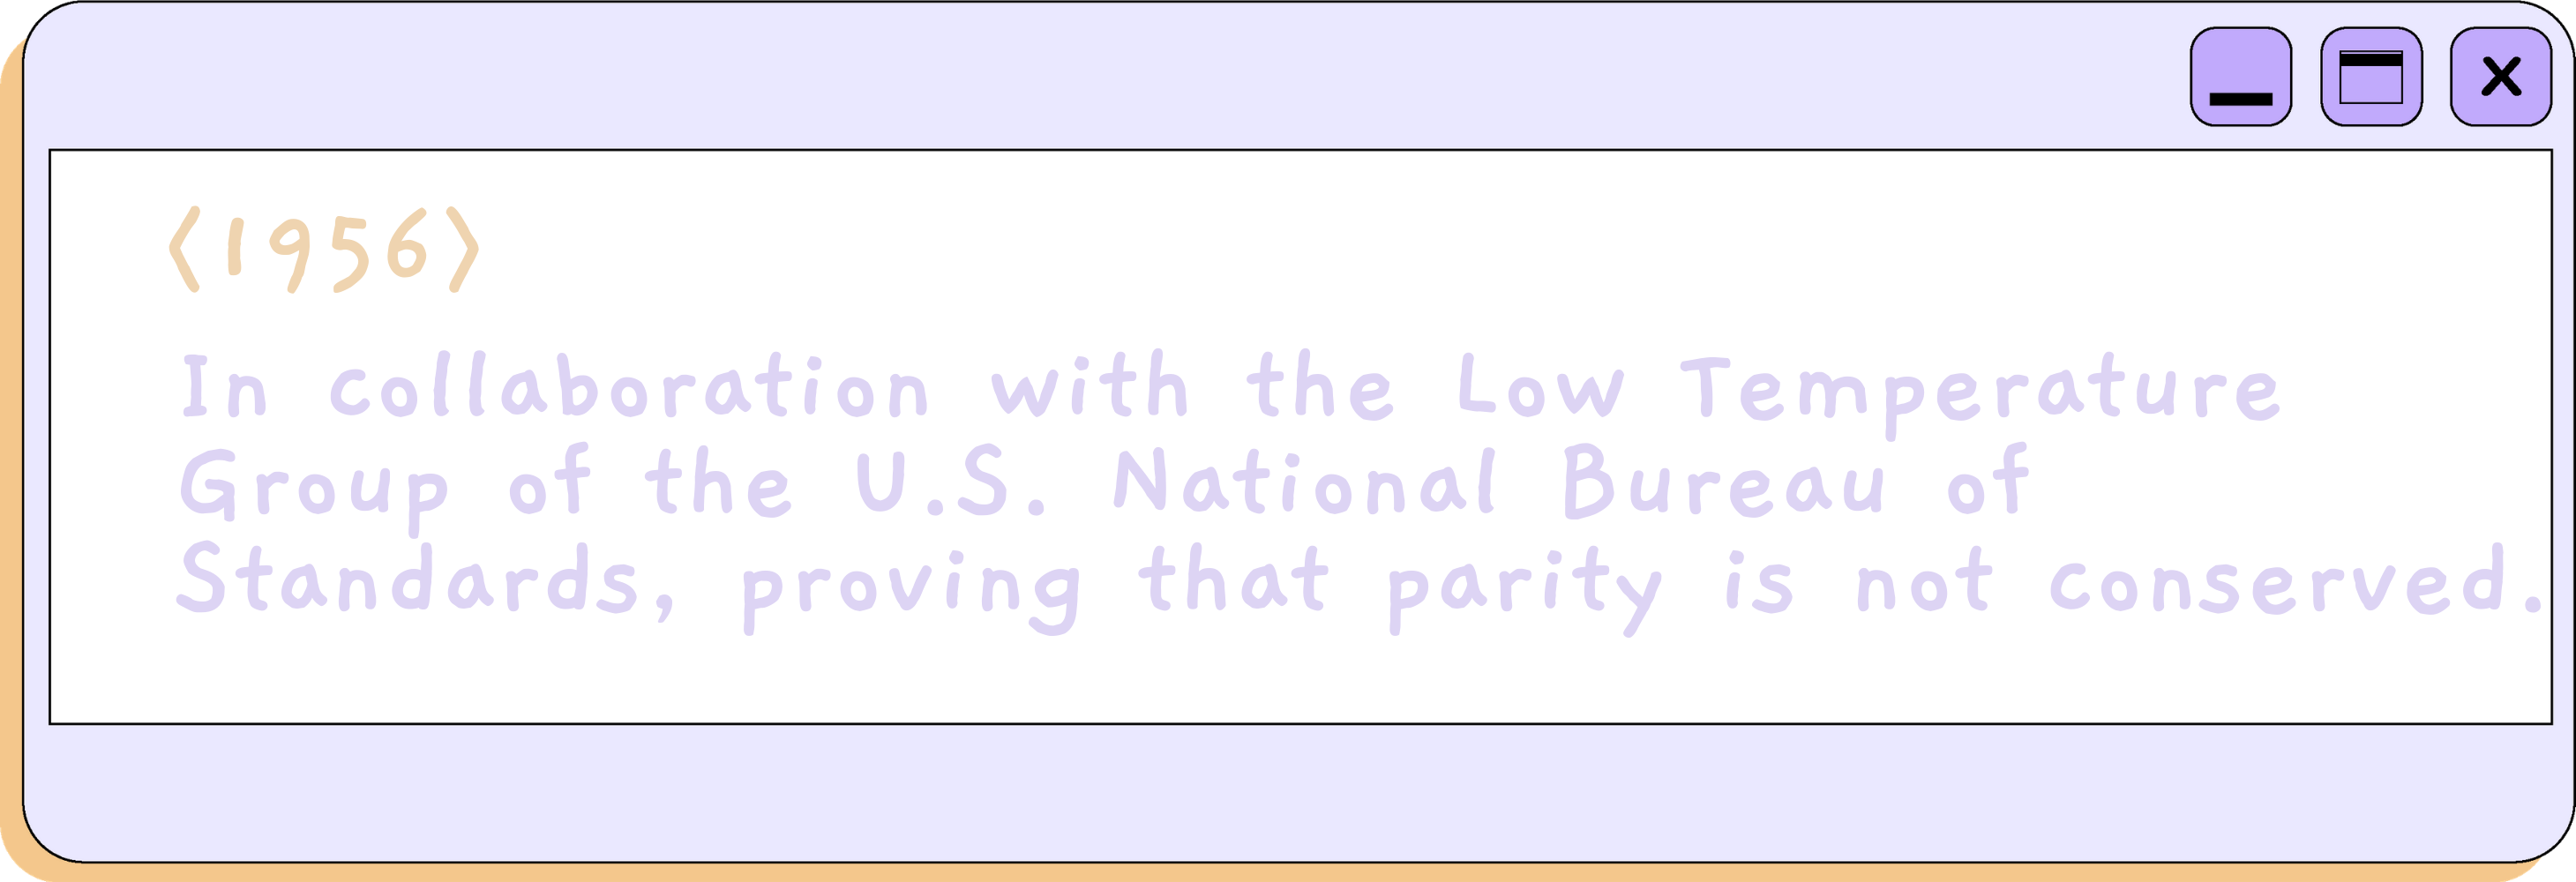 〈1956〉
In collaboration with the Low Temperature
Group of the U.S. National Bureau of
Standards, proving that parity is not conserved.